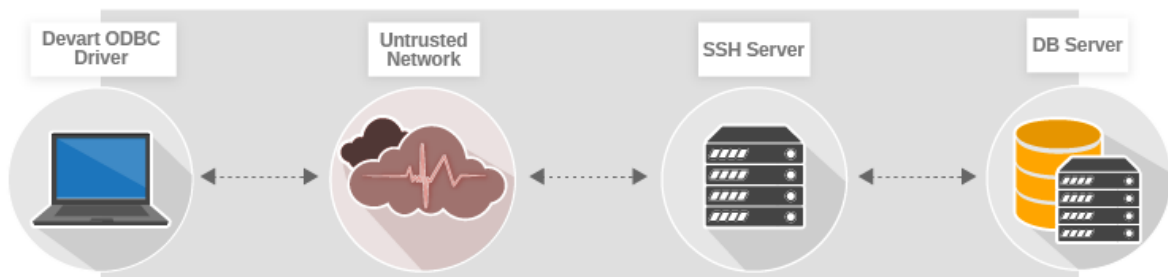 Devart ODBC
Driver
Untrusted
Network
SSH Server
DB Server